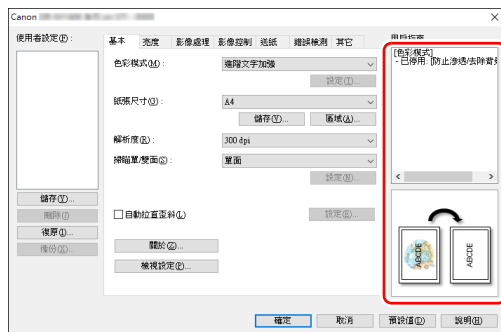 Canon
使用者設定(F):
儲存(Y)...
刪除(J)
復原(J)...
備份(X)...
基本 亮度 影像處理 影像控制 送紙 錯誤檢測 其它
色彩模式(M): 進階文字加強
設定(T)...
紙張尺寸(O): A4
儲存(V)... 區域(A)...
解析度(R): 300 dpi
掃瞄單/雙面(S): 單面
設定(N)...
自動拉直歪斜(L) 設定(E)...
關於(Z)...
檢視設定(P)...
用戶指南
[色彩模式]
- 已停用: [防止滲透/去除背景
ABCDE ABCDE
確定 取消 預設值(D) 說明(H)